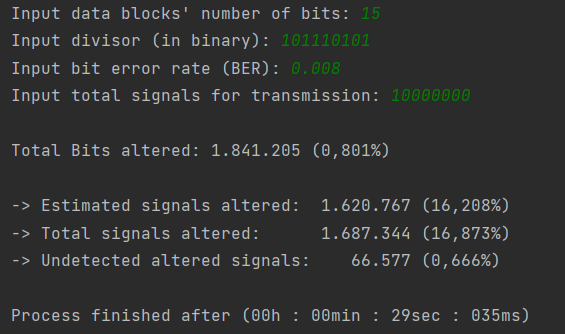 Input data blocks' number of bits: 15
Input divisor (in binary): 101110101
Input bit error rate (BER): 0.008
Input total signals for transmission: 10000000
Total Bits altered: 1.841.205 (0,801%)
-> Estimated signals altered: 1.620.767 (16,208%)
-> Total signals altered: 1.687.344 (16,873%)
-> Undetected altered signals: 66.577 (0,666%)
Process finished after (00h : 00min : 29sec : 035ms)